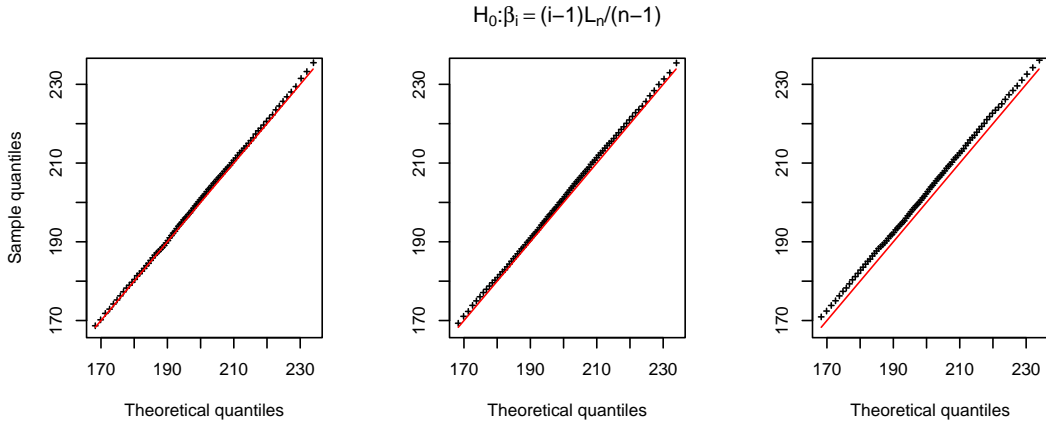 H₀:βᵢ = (i−1)Lₙ/(n−1)
Sample quantiles
230
210
190
170
170 190 210 230
Theoretical quantiles
230
210
190
170
170 190 210 230
Theoretical quantiles
230
210
190
170
170 190 210 230
Theoretical quantiles